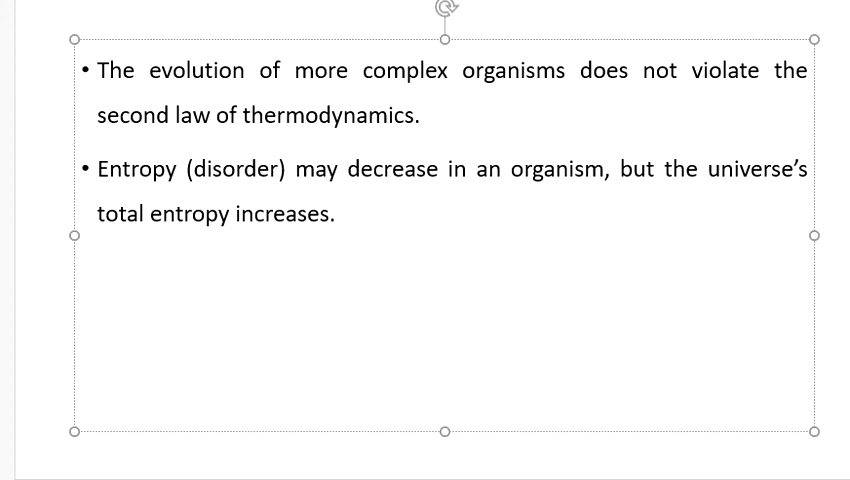 • The evolution of more complex organisms does not violate the
second law of thermodynamics.
• Entropy (disorder) may decrease in an organism, but the universe’s
total entropy increases.